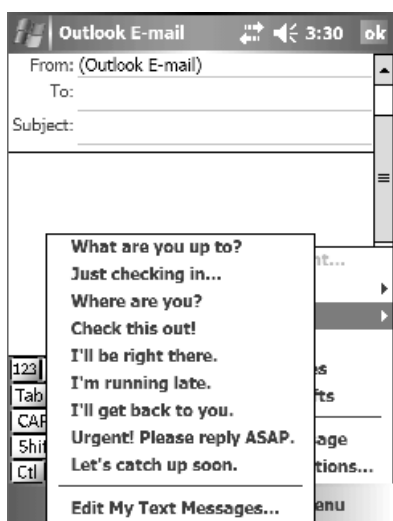 Outlook E-mail 3:30 ok
From: (Outlook E-mail)
To:
Subject:
What are you up to?
Just checking in...
Where are you?
Check this out!
I'll be right there.
I'm running late.
I'll get back to you.
Urgent! Please reply ASAP.
Let's catch up soon.
Edit My Text Messages...
123
Tab
Ctl